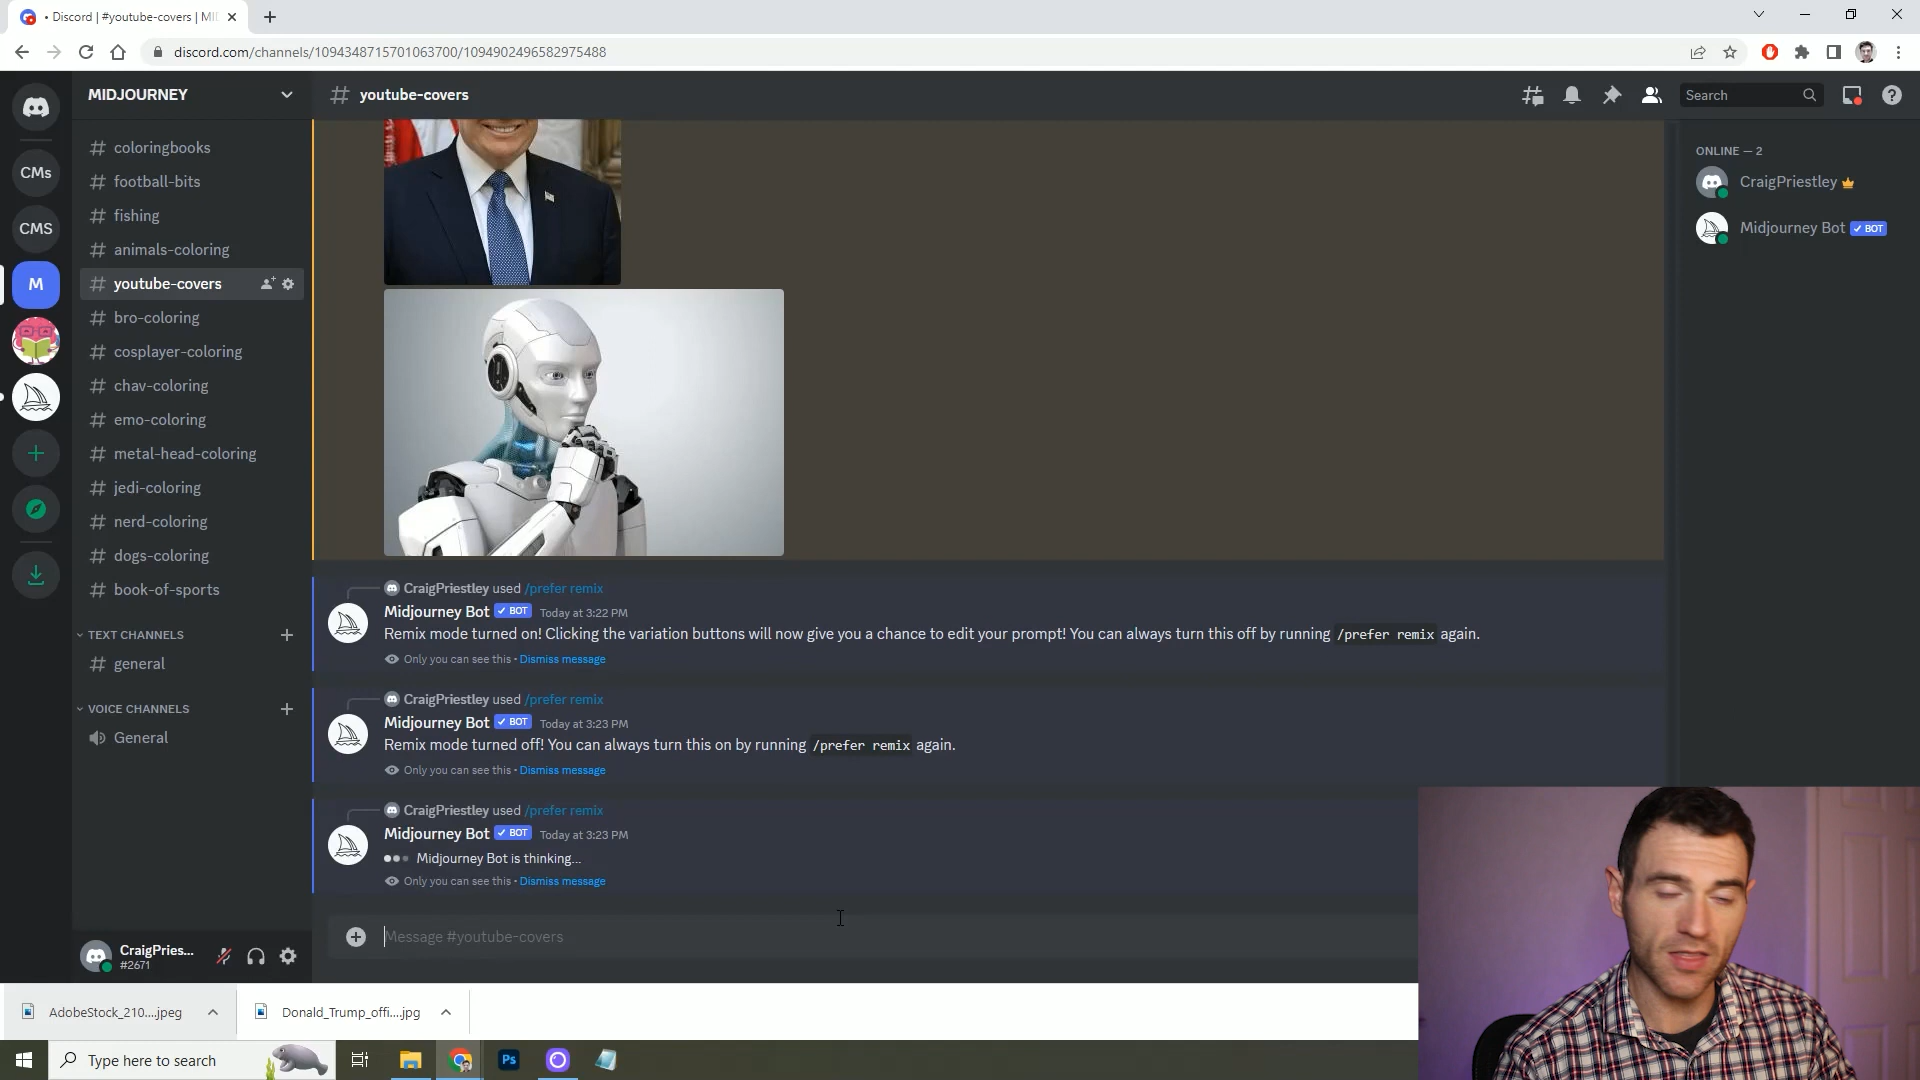 • Discord | #youtube-covers | MI
discord.com/channels/1094348715701063700/1094902496582975488
MIDJOURNEY
youtube-covers
Search
CMs
CMS
M
coloringbooks
football-bits
fishing
animals-coloring
youtube-covers
bro-coloring
cosplayer-coloring
chav-coloring
emo-coloring
metal-head-coloring
jedi-coloring
nerd-coloring
dogs-coloring
book-of-sports
TEXT CHANNELS
general
VOICE CHANNELS
General
CraigPries...
#2671
CraigPriestley used /prefer remix
Midjourney Bot ✓ BOT Today at 3:22 PM
Remix mode turned on! Clicking the variation buttons will now give you a chance to edit your prompt! You can always turn this off by running /prefer remix again.
Only you can see this • Dismiss message
CraigPriestley used /prefer remix
Midjourney Bot ✓ BOT Today at 3:23 PM
Remix mode turned off! You can always turn this on by running /prefer remix again.
Only you can see this • Dismiss message
CraigPriestley used /prefer remix
Midjourney Bot ✓ BOT Today at 3:23 PM
Midjourney Bot is thinking...
Only you can see this • Dismiss message
Message #youtube-covers
ONLINE — 2
CraigPriestley
Midjourney Bot ✓ BOT
AdobeStock_210....jpeg
Donald_Trump_offi....jpg
Type here to search
Ps